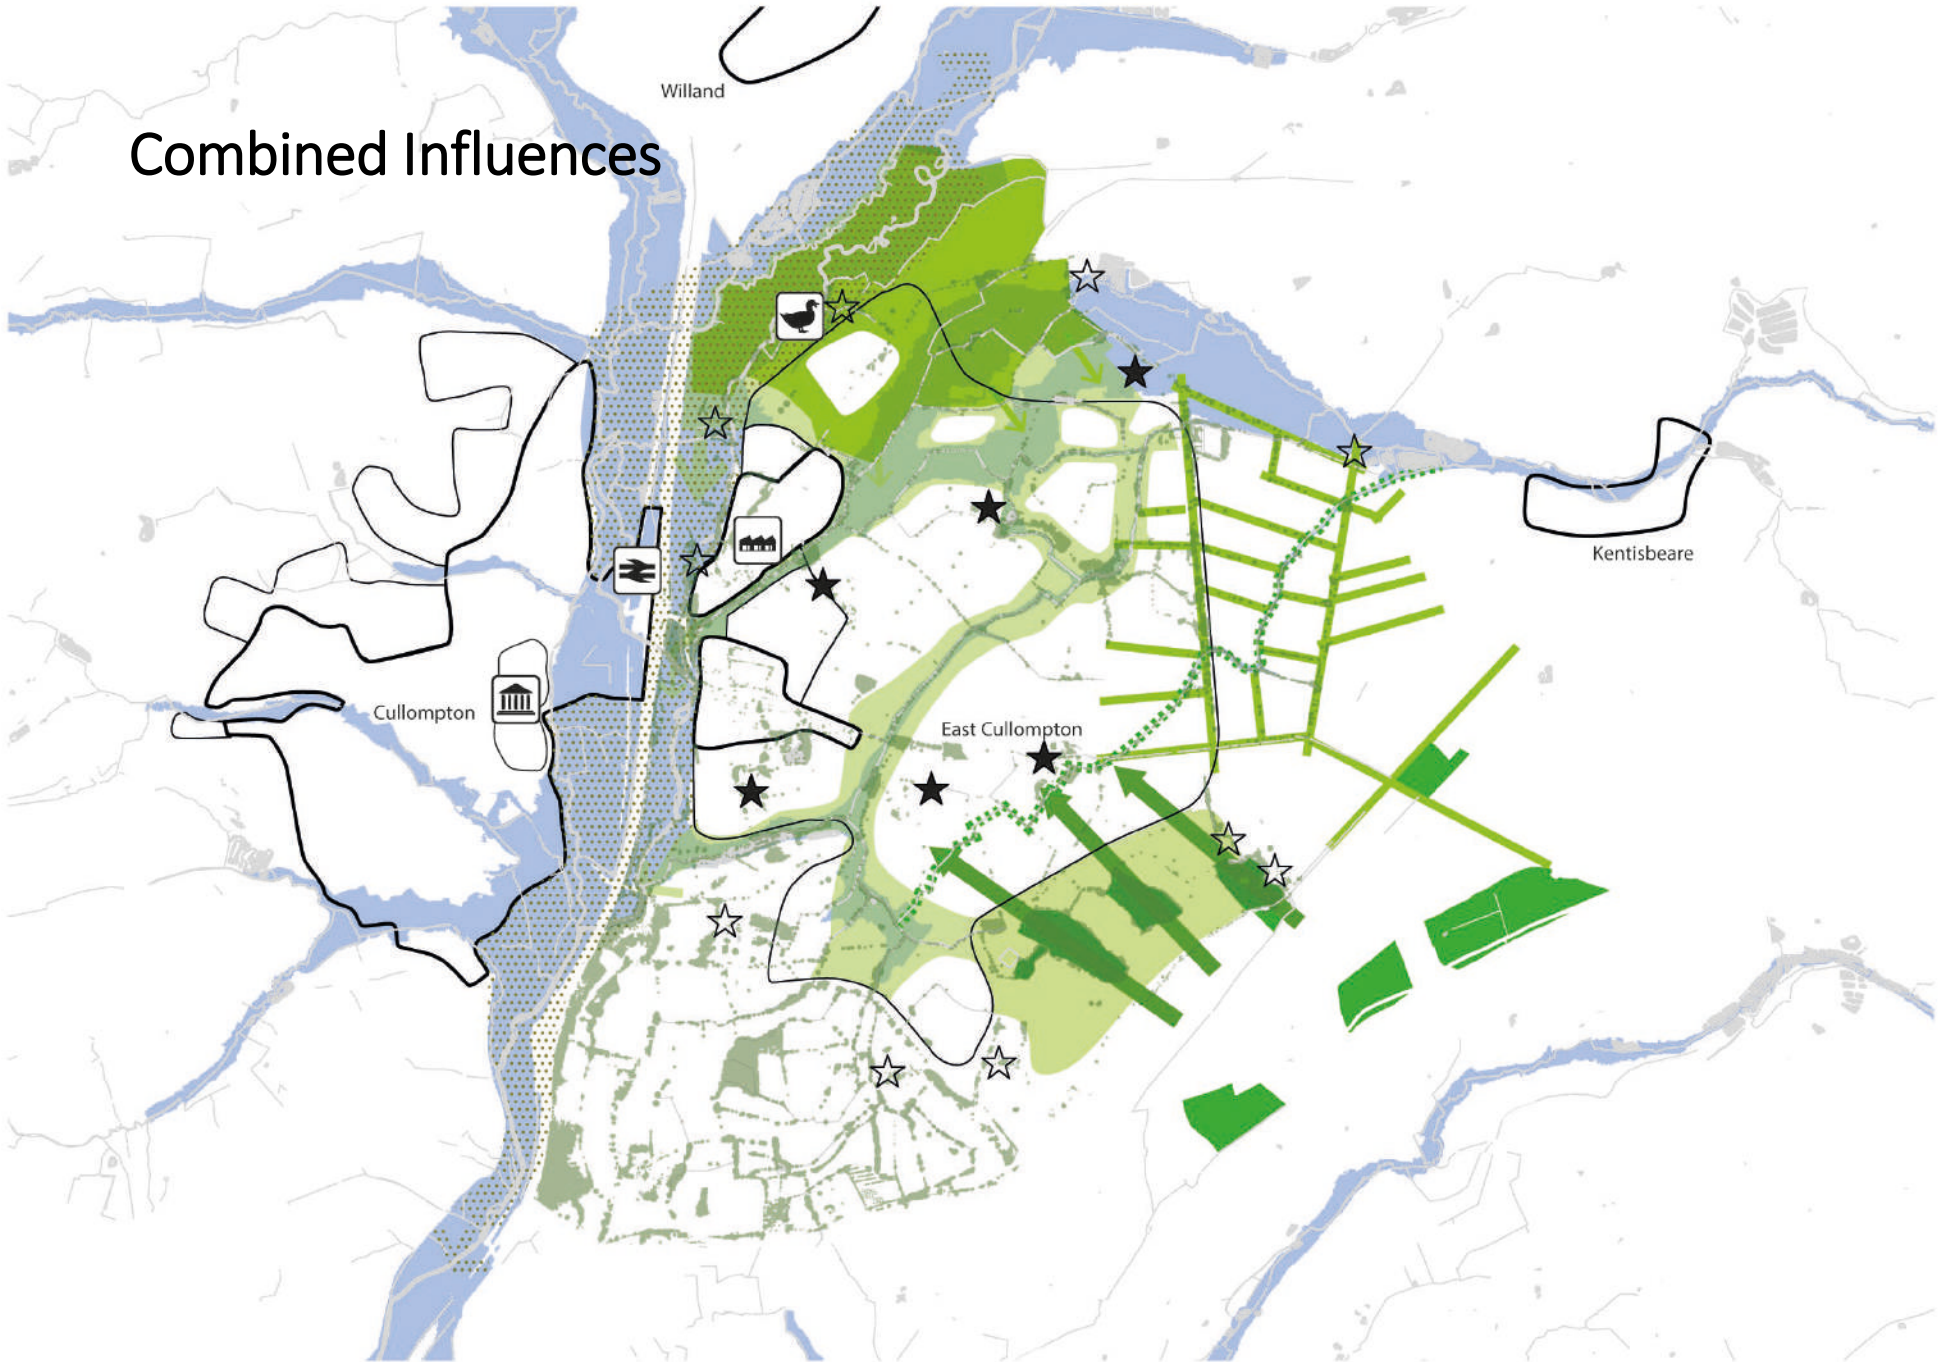 Willand
Combined Influences
Kentisbeare
Cullompton
East Cullompton